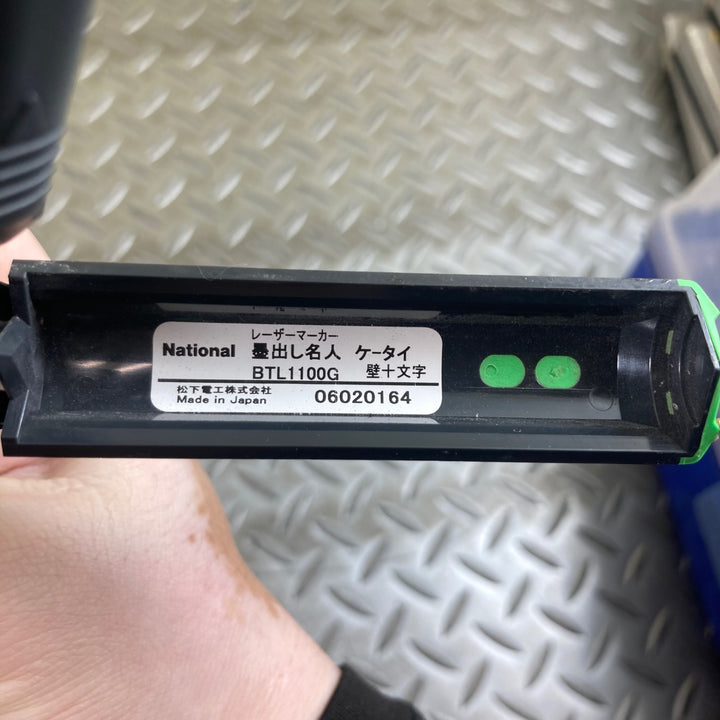 レーザーマーカー
National 墨出し名人 ケータイ
BTL1100G 壁十文字
松下電工株式会社
Made in Japan 06020164